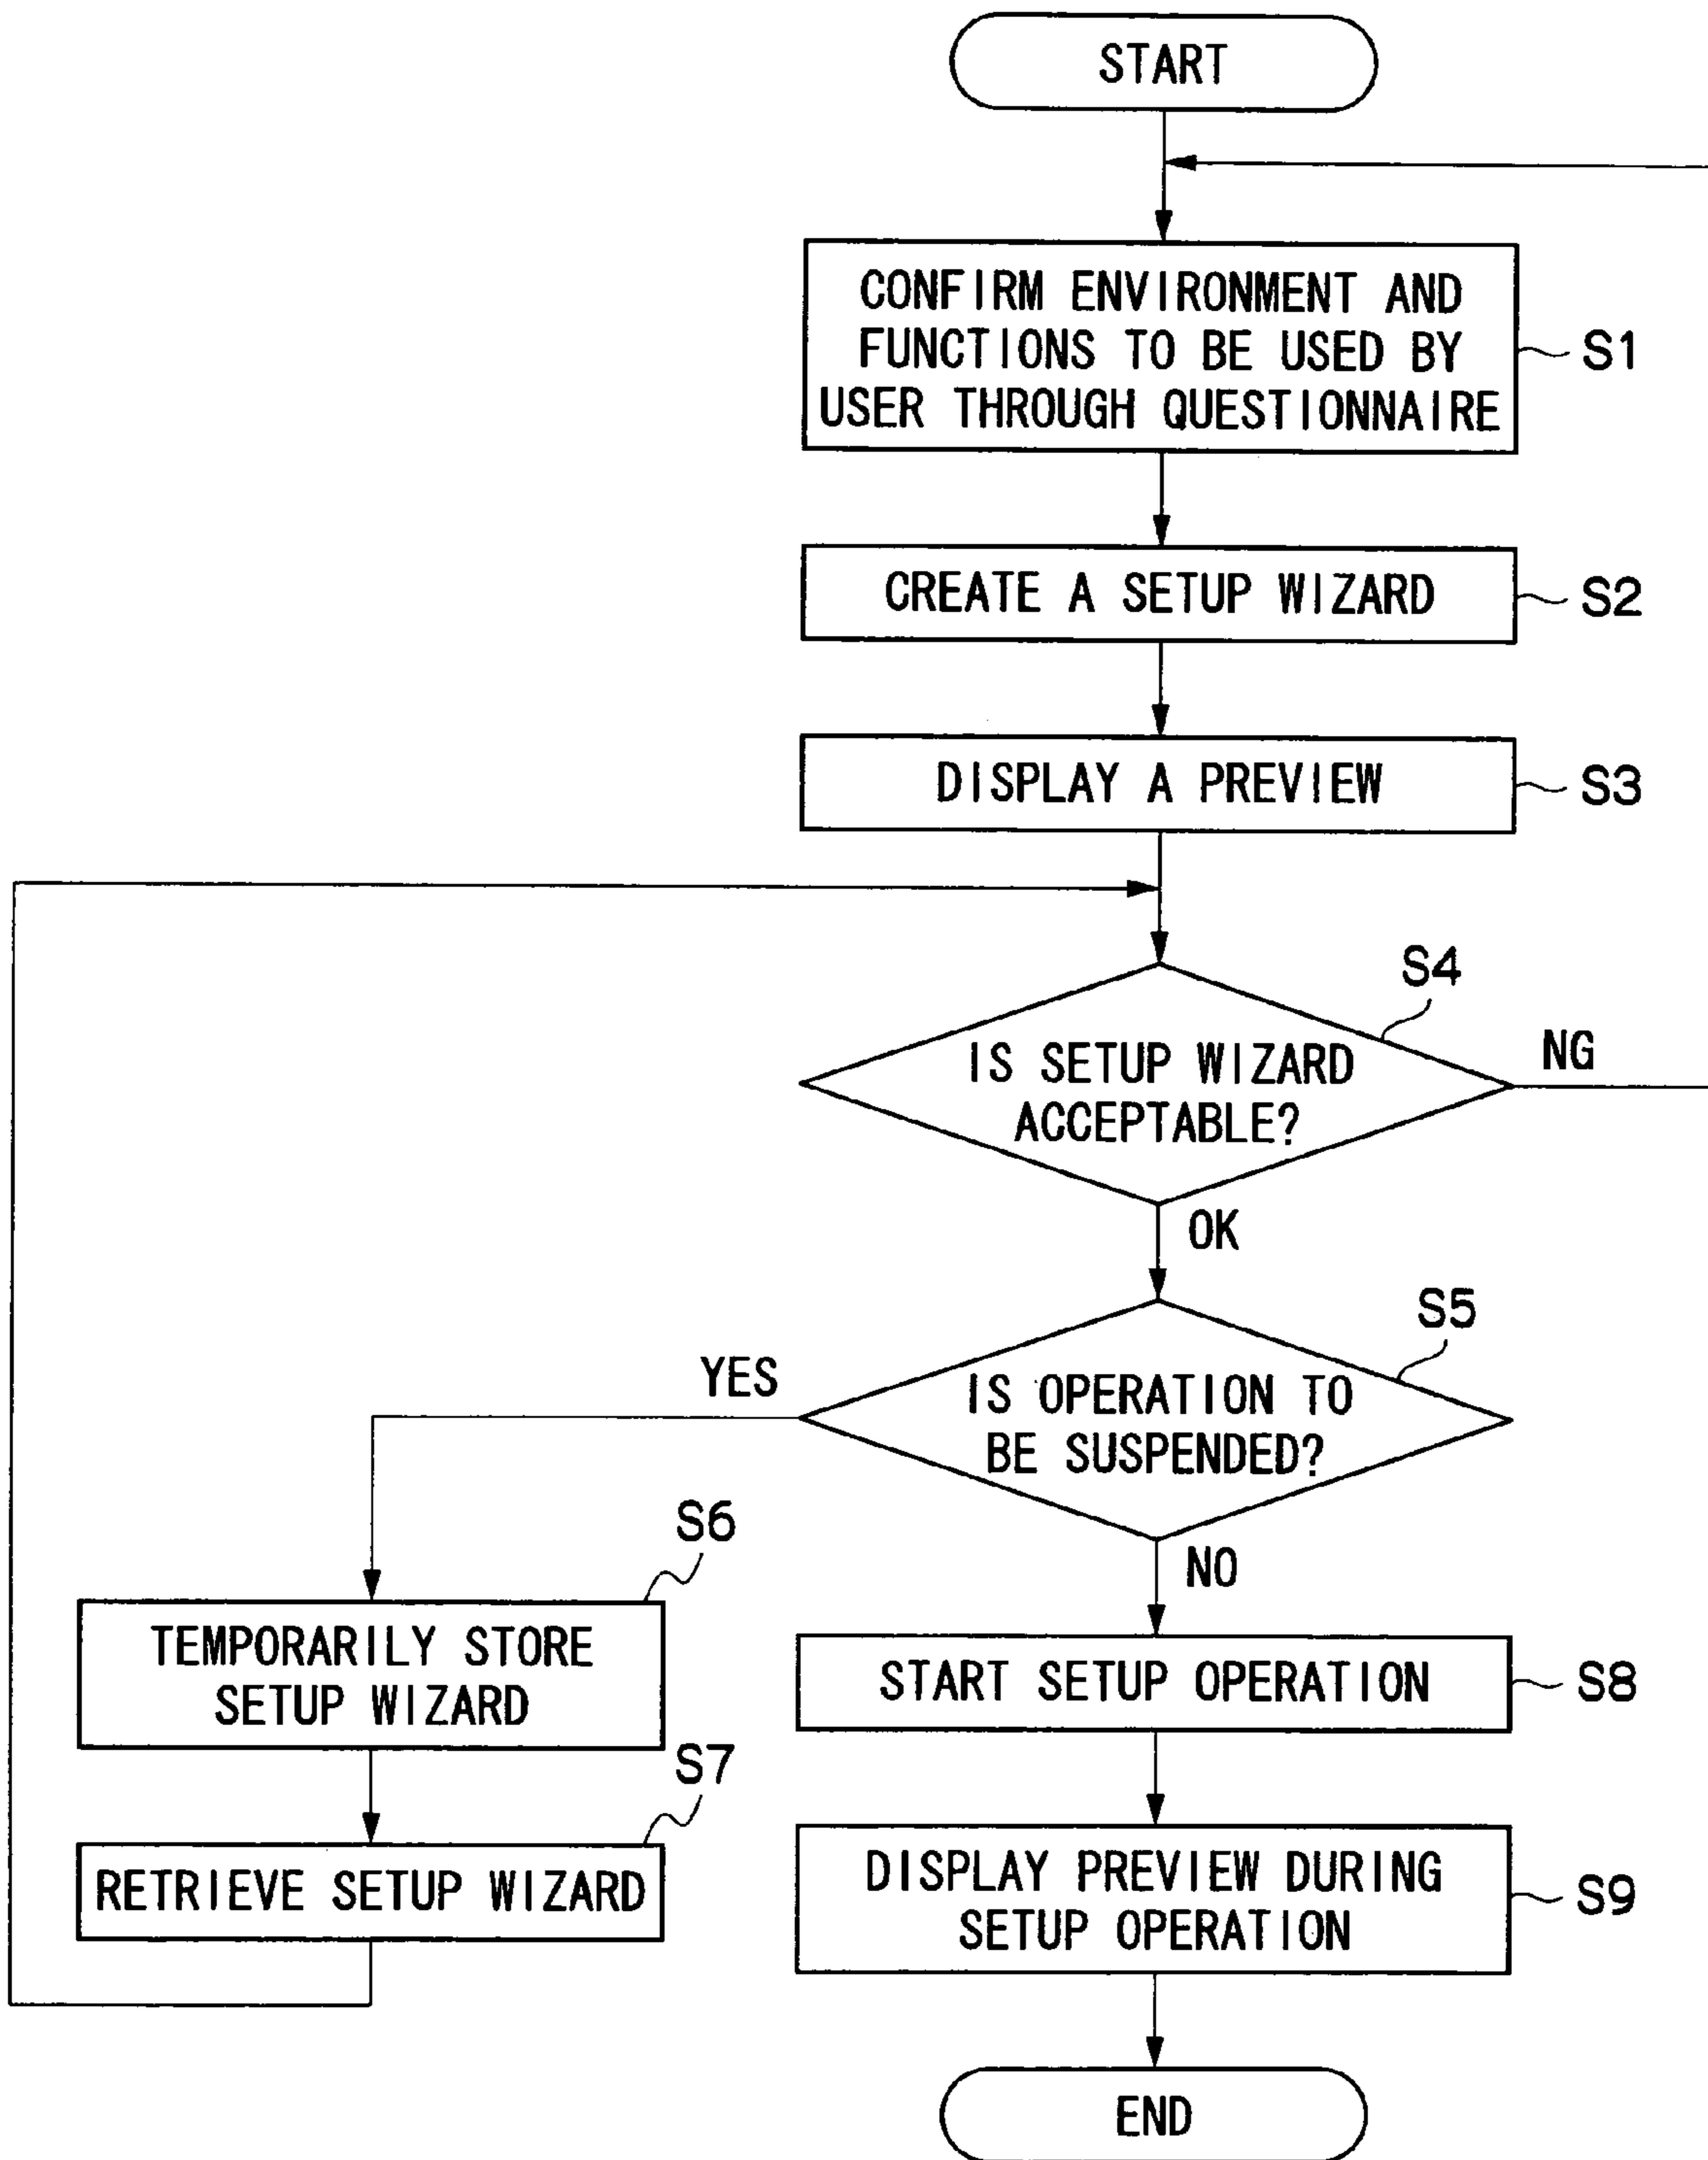 START
CONFIRM ENVIRONMENT AND
FUNCTIONS TO BE USED BY
USER THROUGH QUESTIONNAIRE
S1
CREATE A SETUP WIZARD
S2
DISPLAY A PREVIEW
S3
S4
IS SETUP WIZARD
ACCEPTABLE?
NG
OK
S5
IS OPERATION TO
BE SUSPENDED?
YES
NO
S6
TEMPORARILY STORE
SETUP WIZARD
S7
RETRIEVE SETUP WIZARD
START SETUP OPERATION
S8
DISPLAY PREVIEW DURING
SETUP OPERATION
S9
END